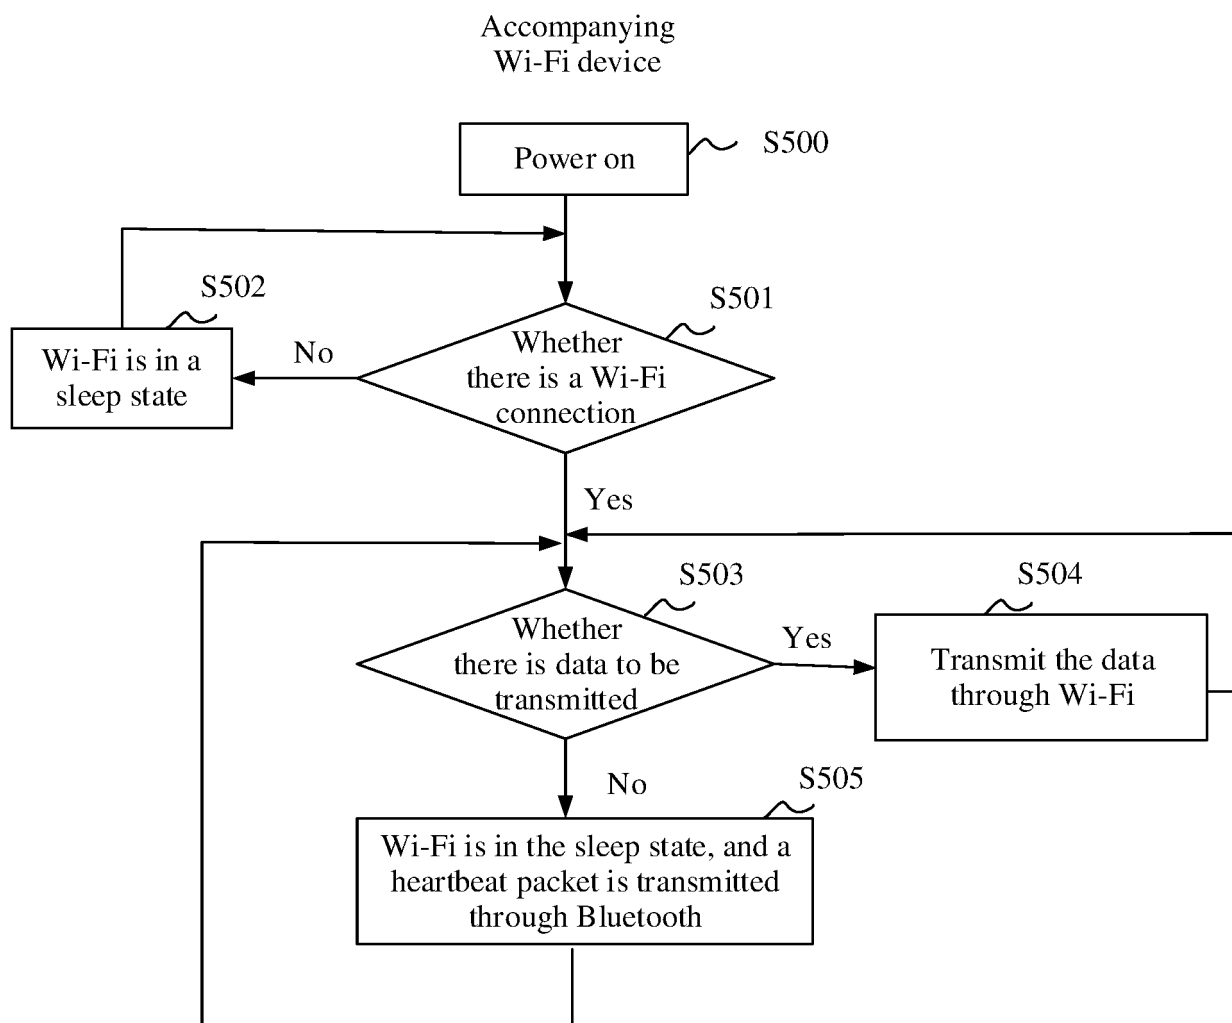 Accompanying
Wi-Fi device
Power on
S500
S502
S501
Wi-Fi is in a
sleep state
No
Whether
there is a Wi-Fi
connection
Yes
S503
S504
Whether
there is data to be
transmitted
Yes
Transmit the data
through Wi-Fi
No
S505
Wi-Fi is in the sleep state, and a
heartbeat packet is transmitted
through Bluetooth